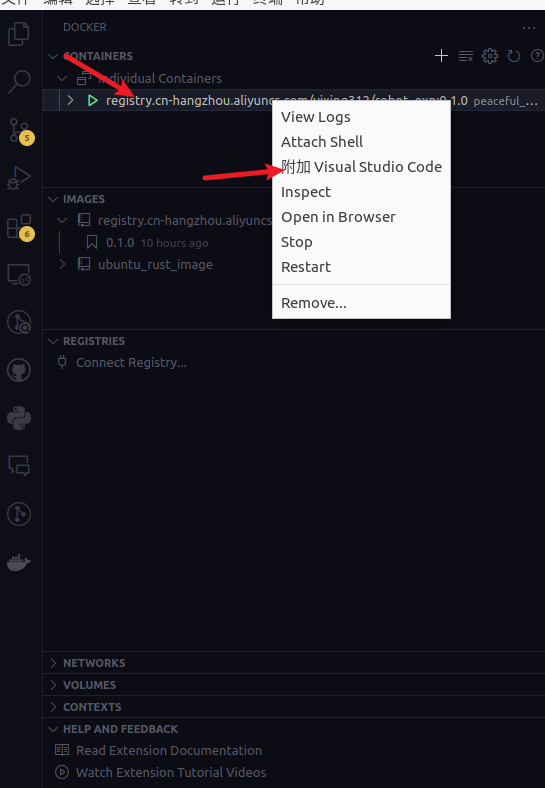 文件 编辑 选择 查看 转到 运行 终端 帮助
DOCKER
CONTAINERS
Individual Containers
registry.cn-hangzhou.aliyuncs.com/yixing312/cobot_exp:0.1.0 peaceful_...
View Logs
Attach Shell
附加 Visual Studio Code
Inspect
Open in Browser
Stop
Restart
Remove...
IMAGES
registry.cn-hangzhou.aliyuncs
0.1.0 10 hours ago
ubuntu_rust_image
REGISTRIES
Connect Registry...
5
6
NETWORKS
VOLUMES
CONTEXTS
HELP AND FEEDBACK
Read Extension Documentation
Watch Extension Tutorial Videos